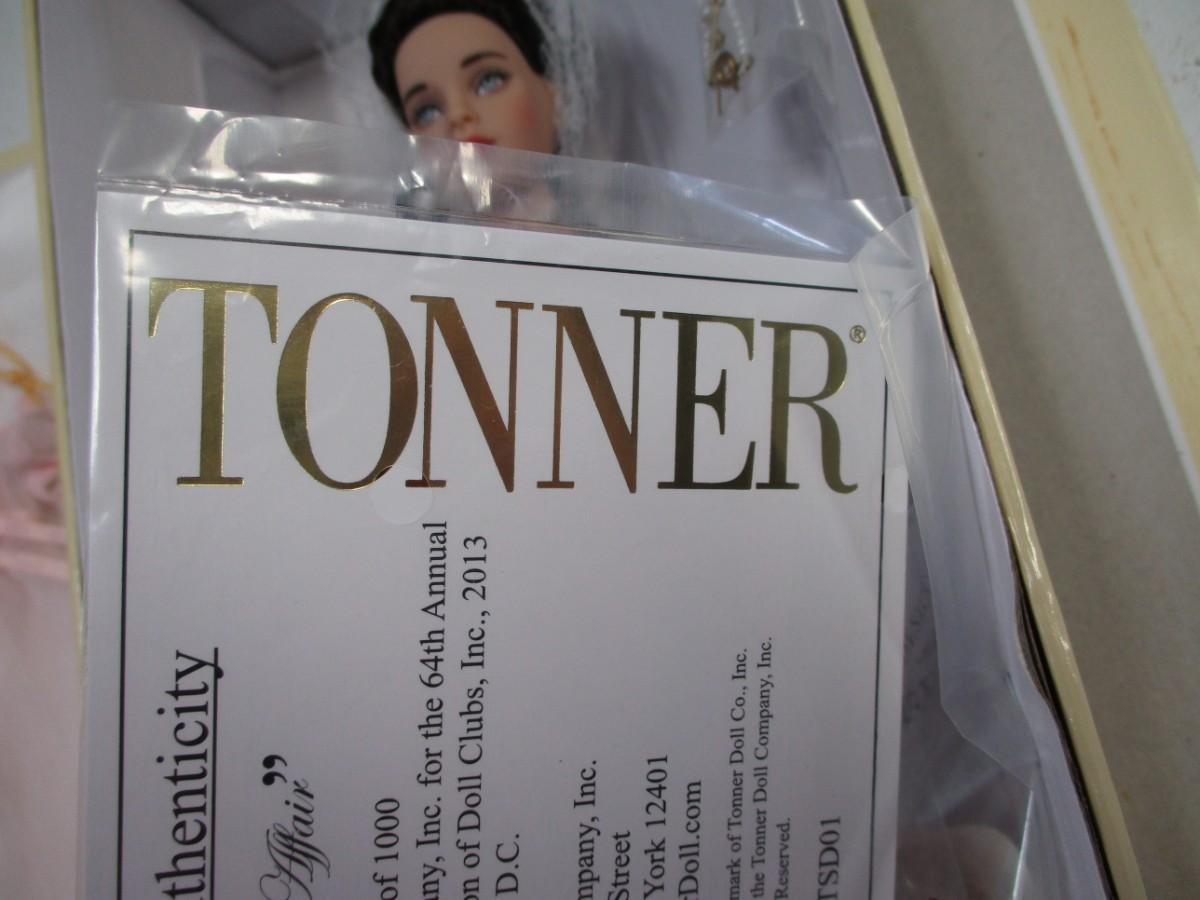 TONNER®
thenticity
Affair”
of 1000
any, Inc. for the 64th Annual
on of Doll Clubs, Inc., 2013
D.C.
mpany, Inc.
Street
York 12401
rDoll.com
mark of Tonner Doll Co., Inc.
the Tonner Doll Company, Inc.
Reserved.
TSD01